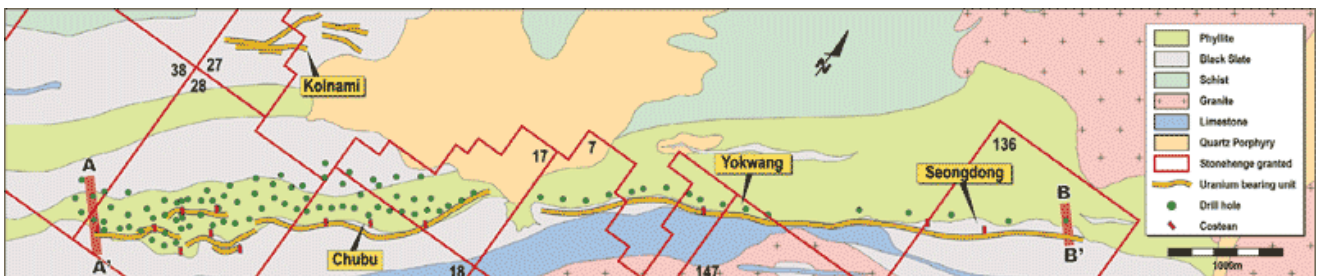 38
27
28
Kolnami
N
A
A'
Chubu
17
7
18
147
Yokwang
Seongdong
136
B
B'
Phyllite
Black Slate
Schist
Granite
Limestone
Quartz Porphyry
Stonehenge granted
Uranium bearing unit
Drill hole
Costean
1000m